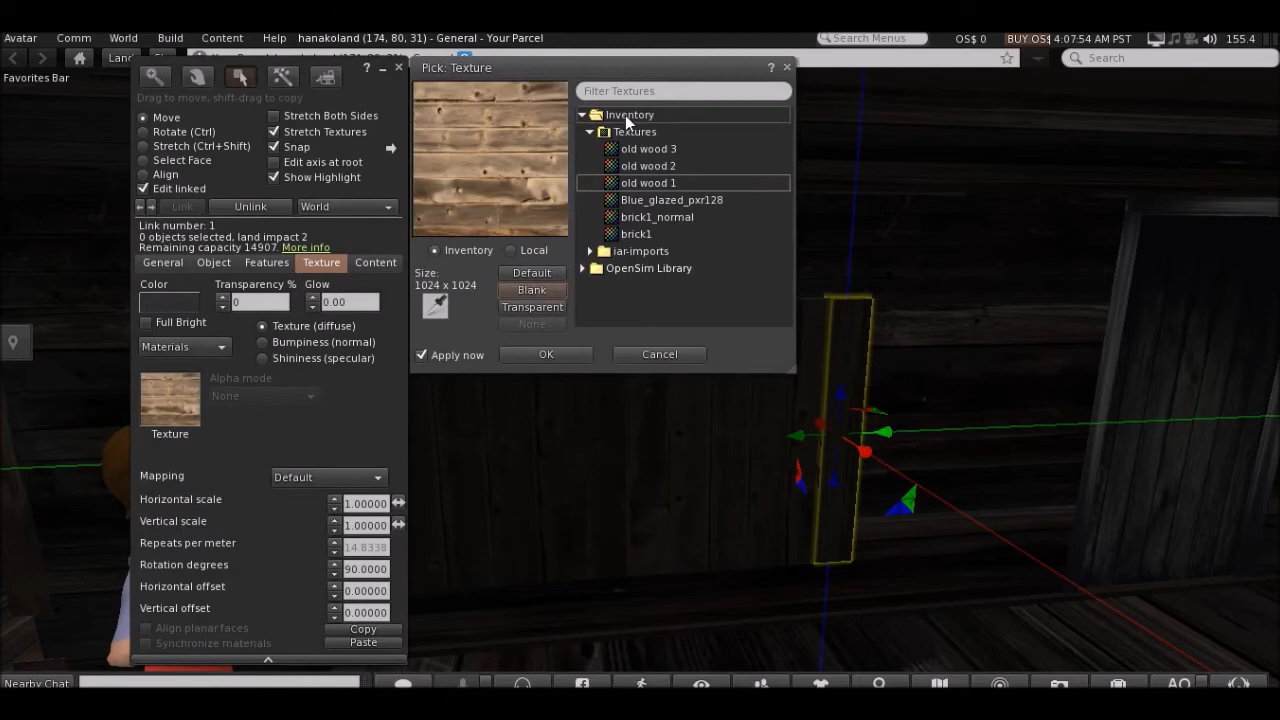 Avatar Comm World Build Content Help hanakoland (174, 80, 31) - General - Your Parcel Search Menus OS$ 0 BUY OS$ 4:07:54 AM PST 155.4
Land
Search
Favorites Bar
? _ ×
Drag to move, shift-drag to copy
Move
Rotate (Ctrl)
Stretch (Ctrl+Shift)
Select Face
Align
Edit linked
Stretch Both Sides
Stretch Textures
Snap
Edit axis at root
Show Highlight
Link Unlink World
Link number: 1
0 objects selected, land impact 2
Remaining capacity 14907. More info
General Object Features Texture Content
Color Transparency % Glow
0 0.00
Full Bright
Materials
Texture (diffuse)
Bumpiness (normal)
Shininess (specular)
Alpha mode
None
Texture
Mapping Default
Horizontal scale 1.00000
Vertical scale 1.00000
Repeats per meter 14.8338
Rotation degrees 90.0000
Horizontal offset 0.00000
Vertical offset 0.00000
Align planar faces Copy
Synchronize materials Paste
Pick: Texture ? ×
Filter Textures
Inventory
Textures
old wood 3
old wood 2
old wood 1
Blue_glazed_pxr128
brick1_normal
brick1
iar-imports
OpenSim Library
Inventory Local
Size:
1024 x 1024
Default
Blank
Transparent
None
Apply now OK Cancel
Nearby Chat
AO